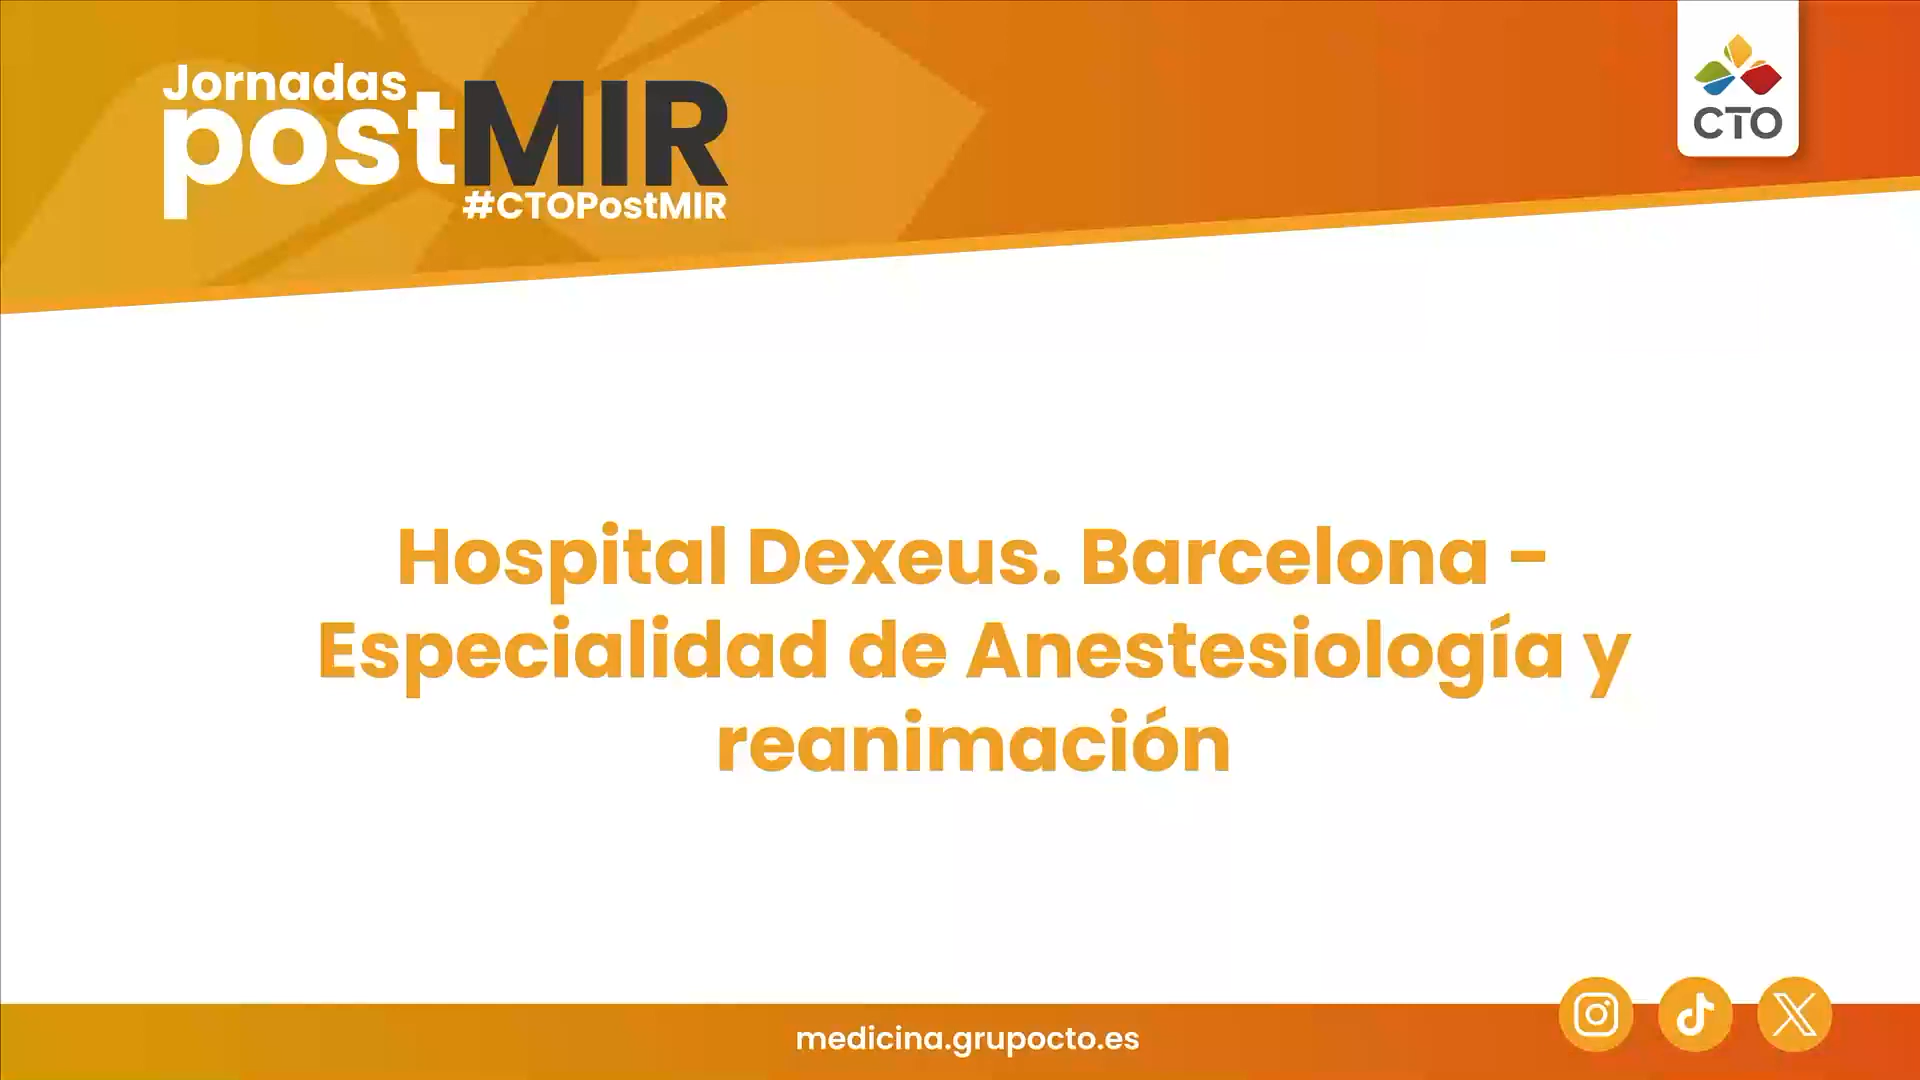 Jornadas
postMIR
#CTOPostMIR
CTO
Hospital Dexeus. Barcelona -
Especialidad de Anestesiología y
reanimación
medicina.grupocto.es